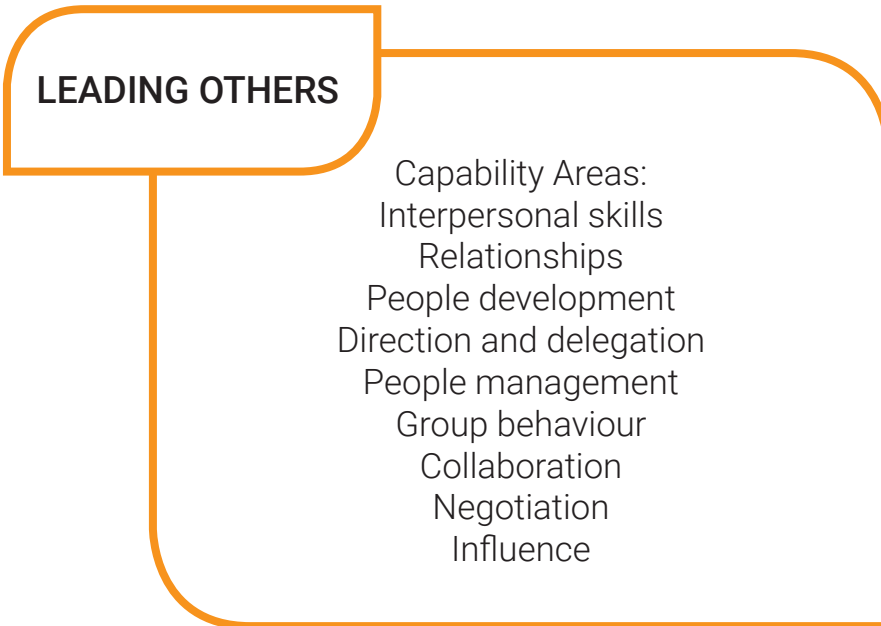 LEADING OTHERS
Capability Areas:
Interpersonal skills
Relationships
People development
Direction and delegation
People management
Group behaviour
Collaboration
Negotiation
Influence